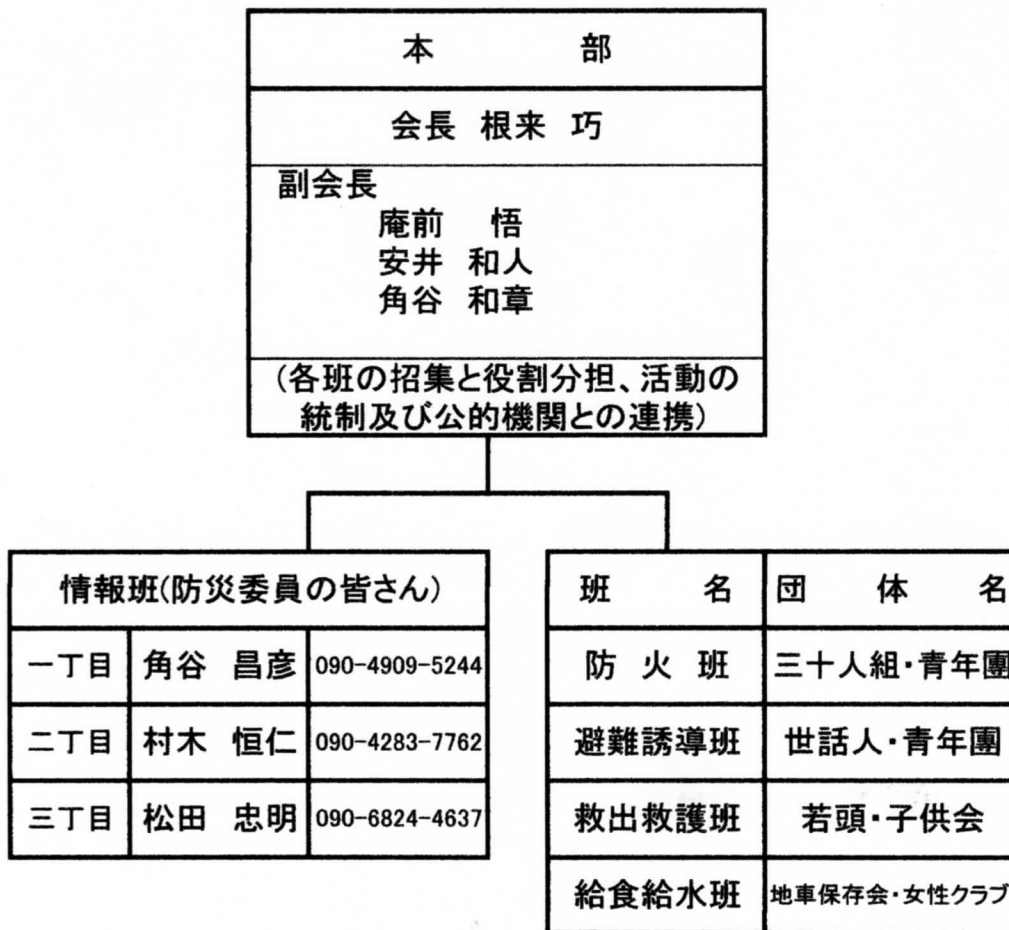 本 部
会長 根来 巧
副会長
庵前 悟
安井 和人
角谷 和章
(各班の招集と役割分担、活動の
統制及び公的機関との連携)
情報班(防災委員の皆さん)
一丁目 角谷 昌彦 090-4909-5244
二丁目 村木 恒仁 090-4283-7762
三丁目 松田 忠明 090-6824-4637
班 名 団 体 名
防 火 班 三十人組・青年團
避難誘導班 世話人・青年團
救出救護班 若頭・子供会
給食給水班 地車保存会・女性クラブ